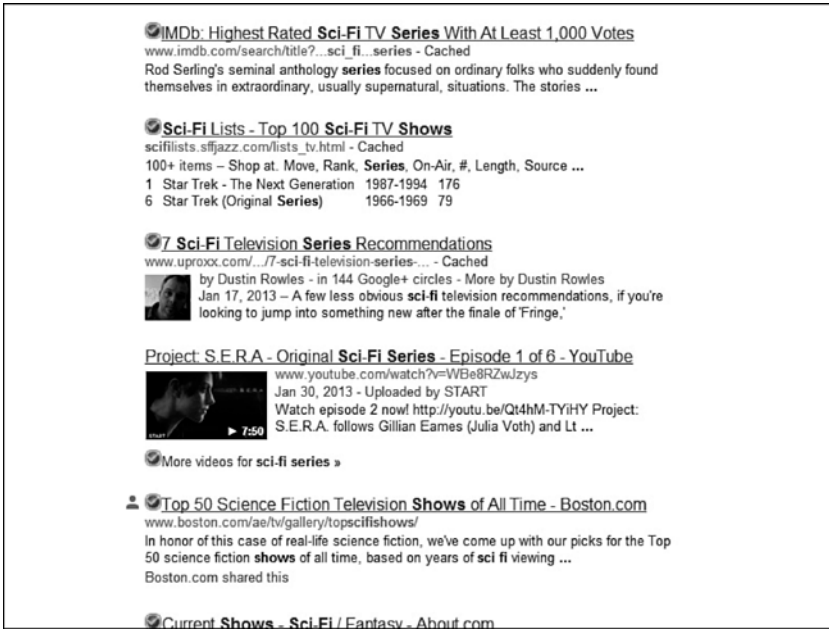 IMDb: Highest Rated Sci-Fi TV Series With At Least 1,000 Votes
www.imdb.com/search/title?...sci_fi...series - Cached
Rod Serling's seminal anthology series focused on ordinary folks who suddenly found
themselves in extraordinary, usually supernatural, situations. The stories ...
Sci-Fi Lists - Top 100 Sci-Fi TV Shows
scifilists.sffjazz.com/lists_tv.html - Cached
100+ items – Shop at. Move, Rank, Series, On-Air, #, Length, Source ...
1 Star Trek - The Next Generation 1987-1994 176
6 Star Trek (Original Series) 1966-1969 79
7 Sci-Fi Television Series Recommendations
www.uproxx.com/.../7-sci-fi-television-series-... - Cached
by Dustin Rowles - in 144 Google+ circles - More by Dustin Rowles
Jan 17, 2013 – A few less obvious sci-fi television recommendations, if you're
looking to jump into something new after the finale of 'Fringe,'
Project: S.E.R.A - Original Sci-Fi Series - Episode 1 of 6 - YouTube
www.youtube.com/watch?v=WBe8RZwJzys
Jan 30, 2013 - Uploaded by START
Watch episode 2 now! http://youtu.be/Qt4hM-TYiHY Project:
S.E.R.A. follows Gillian Eames (Julia Voth) and Lt ...
START
7:50
More videos for sci-fi series »
Top 50 Science Fiction Television Shows of All Time - Boston.com
www.boston.com/ae/tv/gallery/topscifishows/
In honor of this case of real-life science fiction, we've come up with our picks for the Top
50 science fiction shows of all time, based on years of sci fi viewing ...
Boston.com shared this
Current Shows - Sci-Fi / Fantasy - About.com